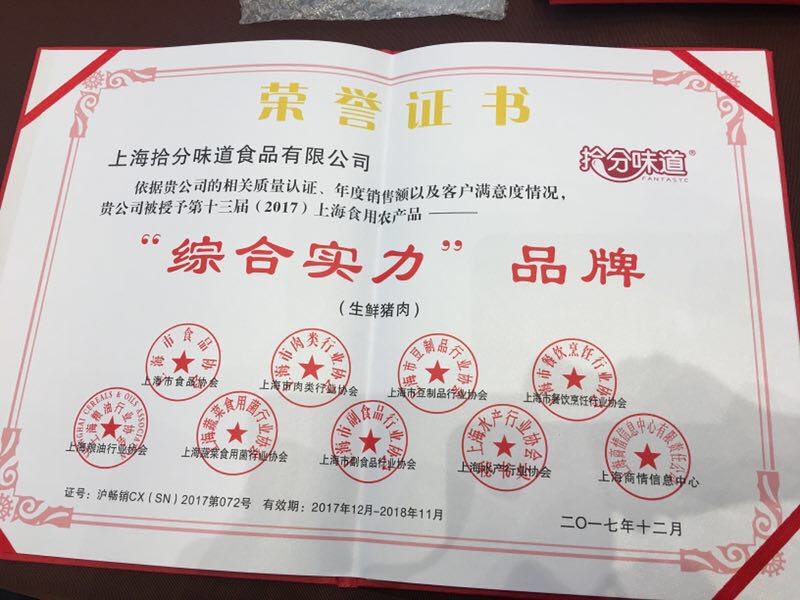 荣誉证书
上海拾分味道食品有限公司
拾分味道
FANTASYC
依据贵公司的相关质量认证、年度销售额以及客户满意度情况,
贵公司被授予第十三届(2017)上海食用农产品——
“综合实力”品牌
(生鲜猪肉)
上海市食品协会
上海市肉类行业协会
上海市豆制品行业协会
上海市餐饮烹饪行业协会
上海粮油行业协会
上海蔬菜食用菌行业协会
上海市副食品行业协会
上海水产行业协会
上海商情信息中心
证号:沪畅销CX(SN)2017第072号 有效期:2017年12月-2018年11月
二〇一七年十二月